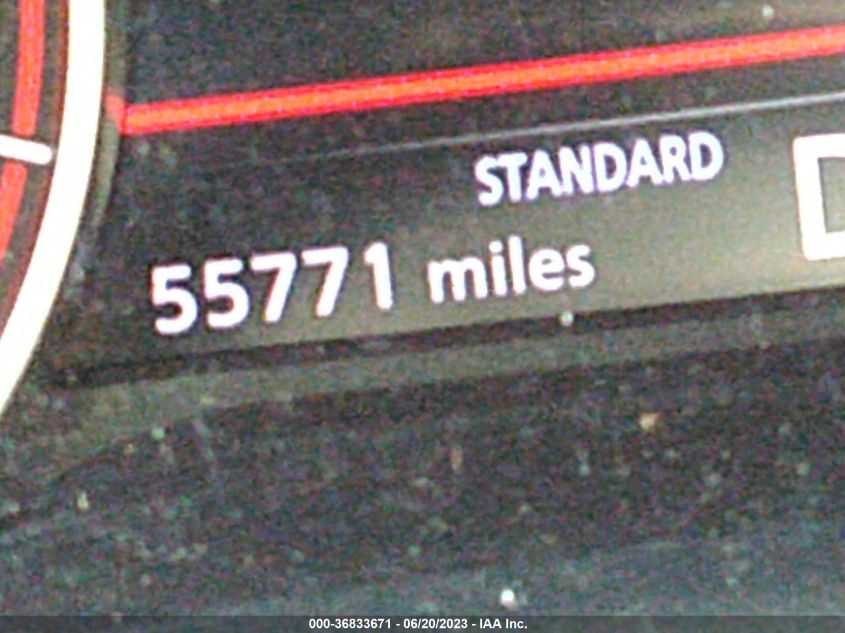 STANDARD
D
55771 miles
000-36833671 - 06/20/2023 - IAA Inc.